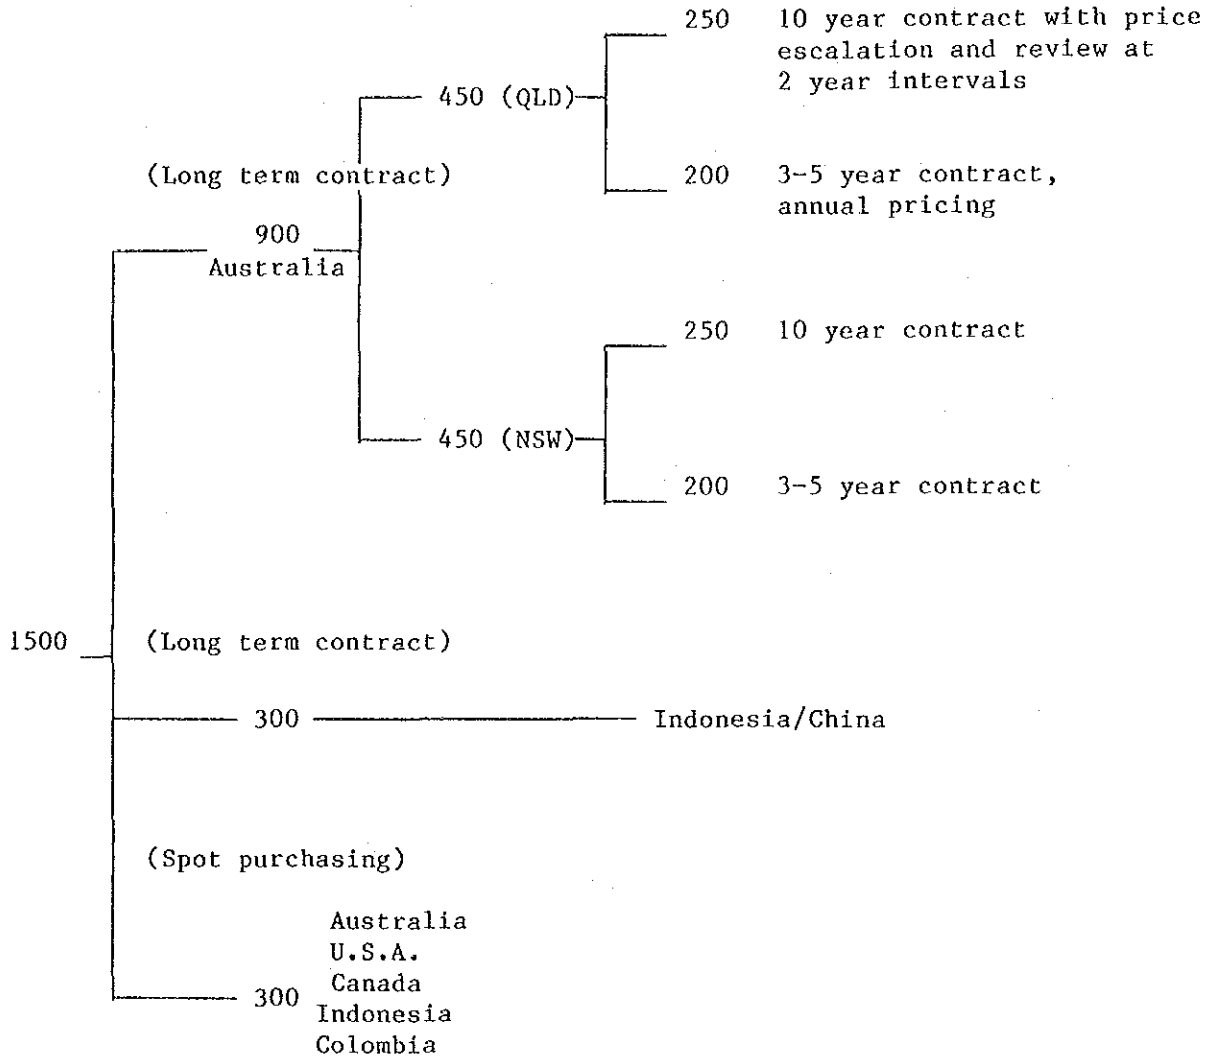 250 10 year contract with price
escalation and review at
2 year intervals
450 (QLD)
(Long term contract)
200 3-5 year contract,
annual pricing
900
Australia
250 10 year contract
450 (NSW)
200 3-5 year contract
1500
(Long term contract)
300
Indonesia/China
(Spot purchasing)
Australia
U.S.A.
Canada
300
Indonesia
Colombia